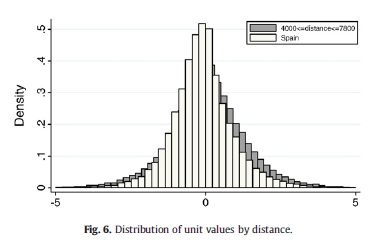 4000<=distance<=7800
Spain
Density
.5
.4
.3
.2
.1
0
-5
0
5
Fig. 6. Distribution of unit values by distance.